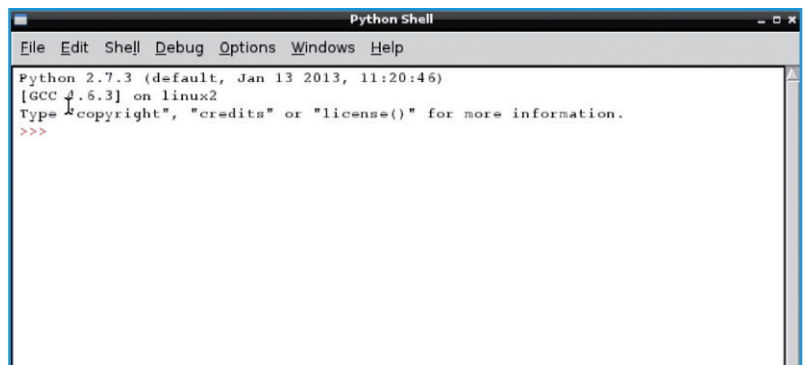 Python Shell
File Edit Shell Debug Options Windows Help
Python 2.7.3 (default, Jan 13 2013, 11:20:46)
[GCC 4.6.3] on linux2
Type "copyright", "credits" or "license()" for more information.
>>>